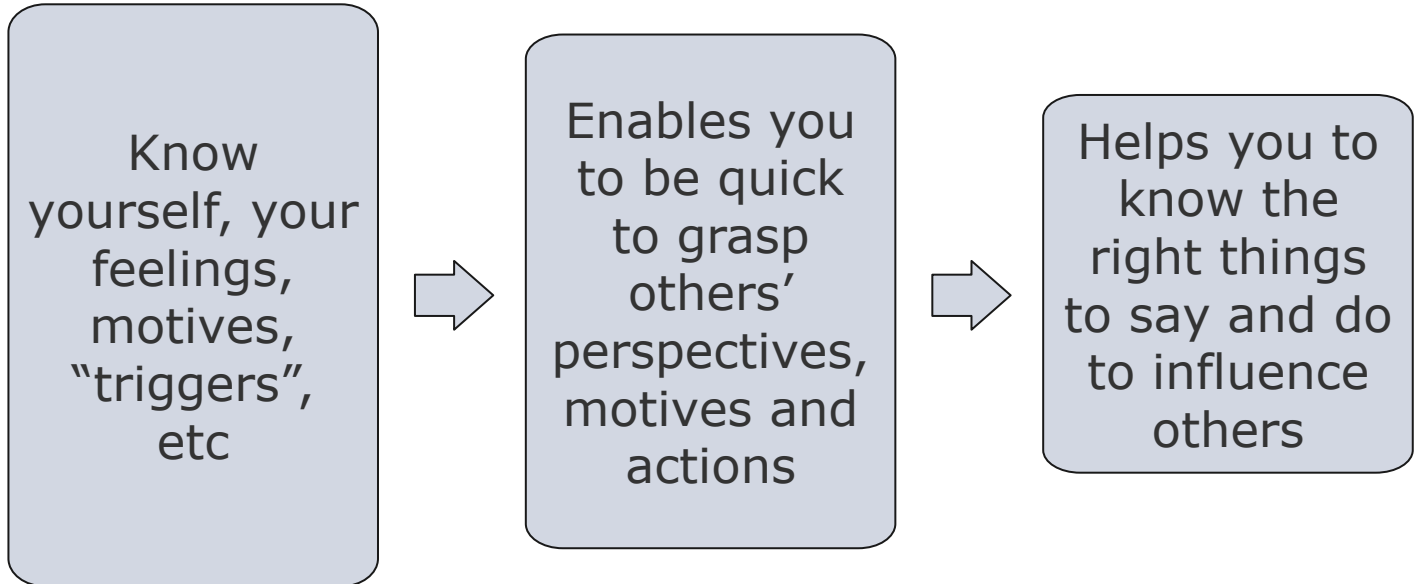 Know
yourself, your
feelings,
motives,
“triggers”,
etc
Enables you
to be quick
to grasp
others’
perspectives,
motives and
actions
Helps you to
know the
right things
to say and do
to influence
others